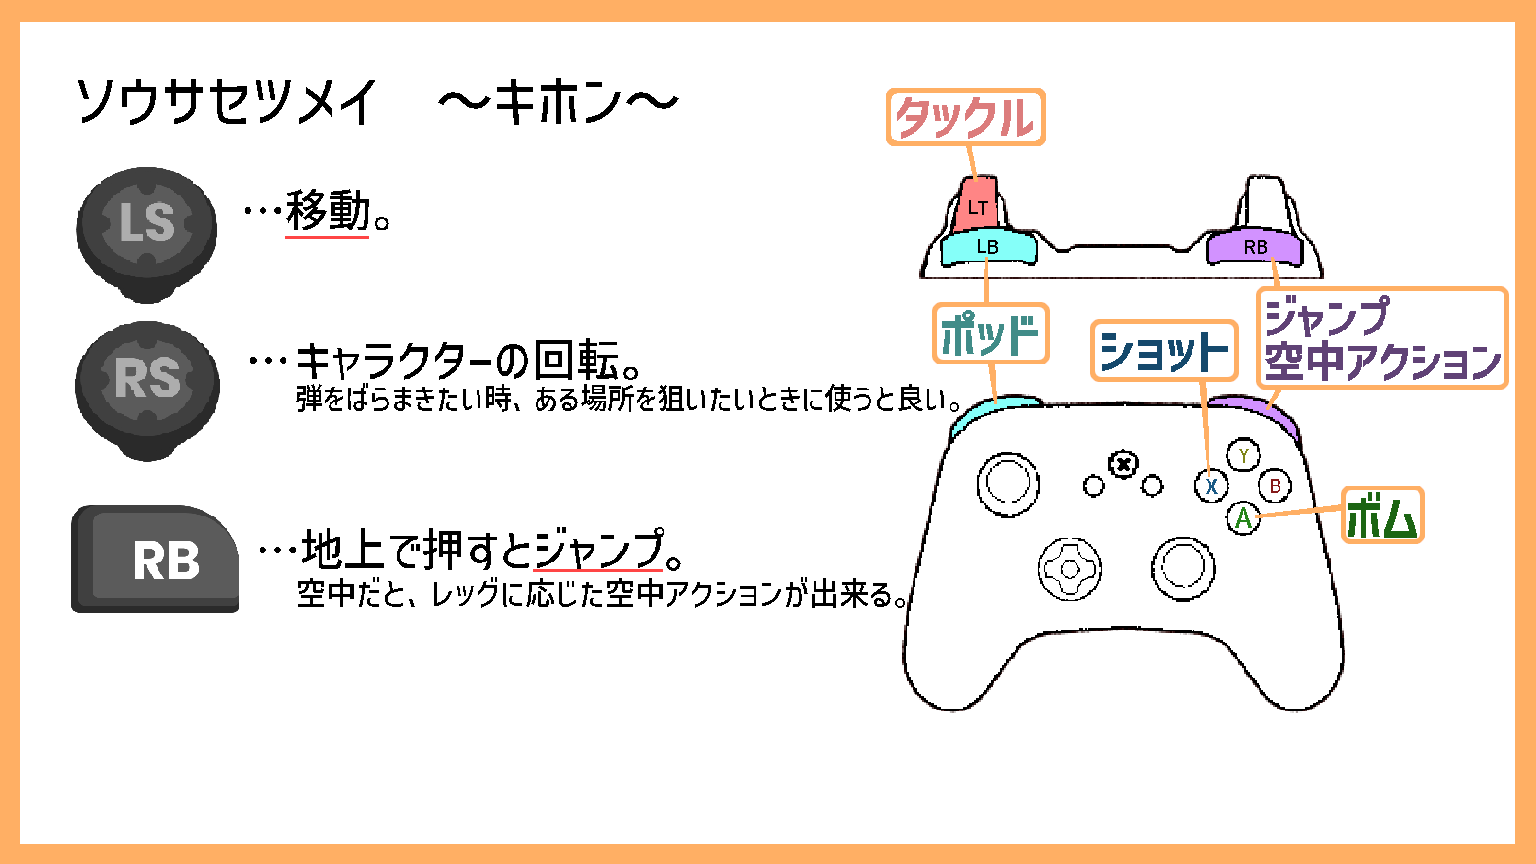 ソウサセツメイ　～キホン～
LS
…移動。
RS
…キャラクターの回転。
弾をばらまきたい時、ある場所を狙いたいときに使うと良い。
RB
…地上で押すとジャンプ。
空中だと、レッグに応じた空中アクションが出来る。
タックル
LT
LB
RB
ポッド
ショット
ジャンプ
空中アクション
Y
X
B
A
ボム